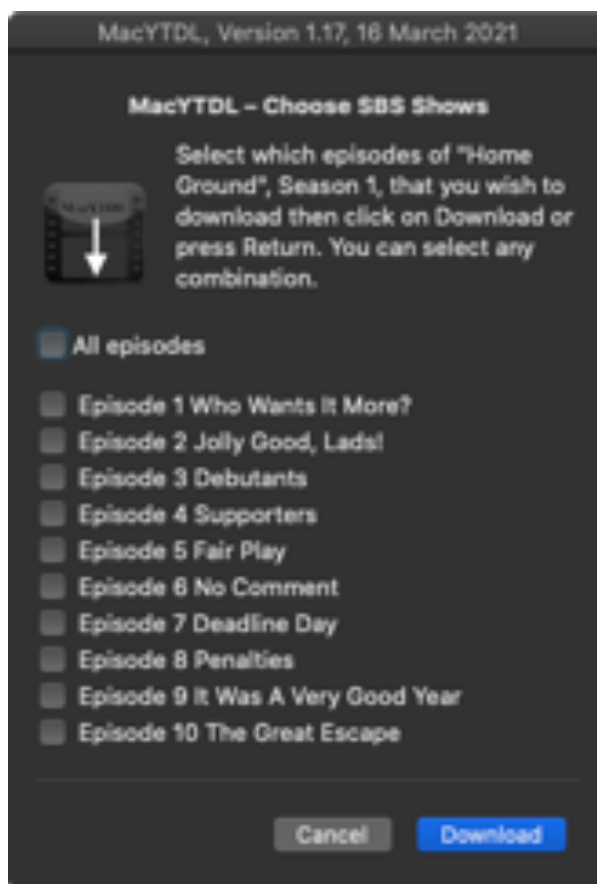 MacYTDL, Version 1.17, 16 March 2021
MacYTDL – Choose SBS Shows
Select which episodes of "Home
Ground", Season 1, that you wish to
download then click on Download or
press Return. You can select any
combination.
MacYTDL
All episodes
Episode 1 Who Wants It More?
Episode 2 Jolly Good, Lads!
Episode 3 Debutants
Episode 4 Supporters
Episode 5 Fair Play
Episode 6 No Comment
Episode 7 Deadline Day
Episode 8 Penalties
Episode 9 It Was A Very Good Year
Episode 10 The Great Escape
Cancel
Download